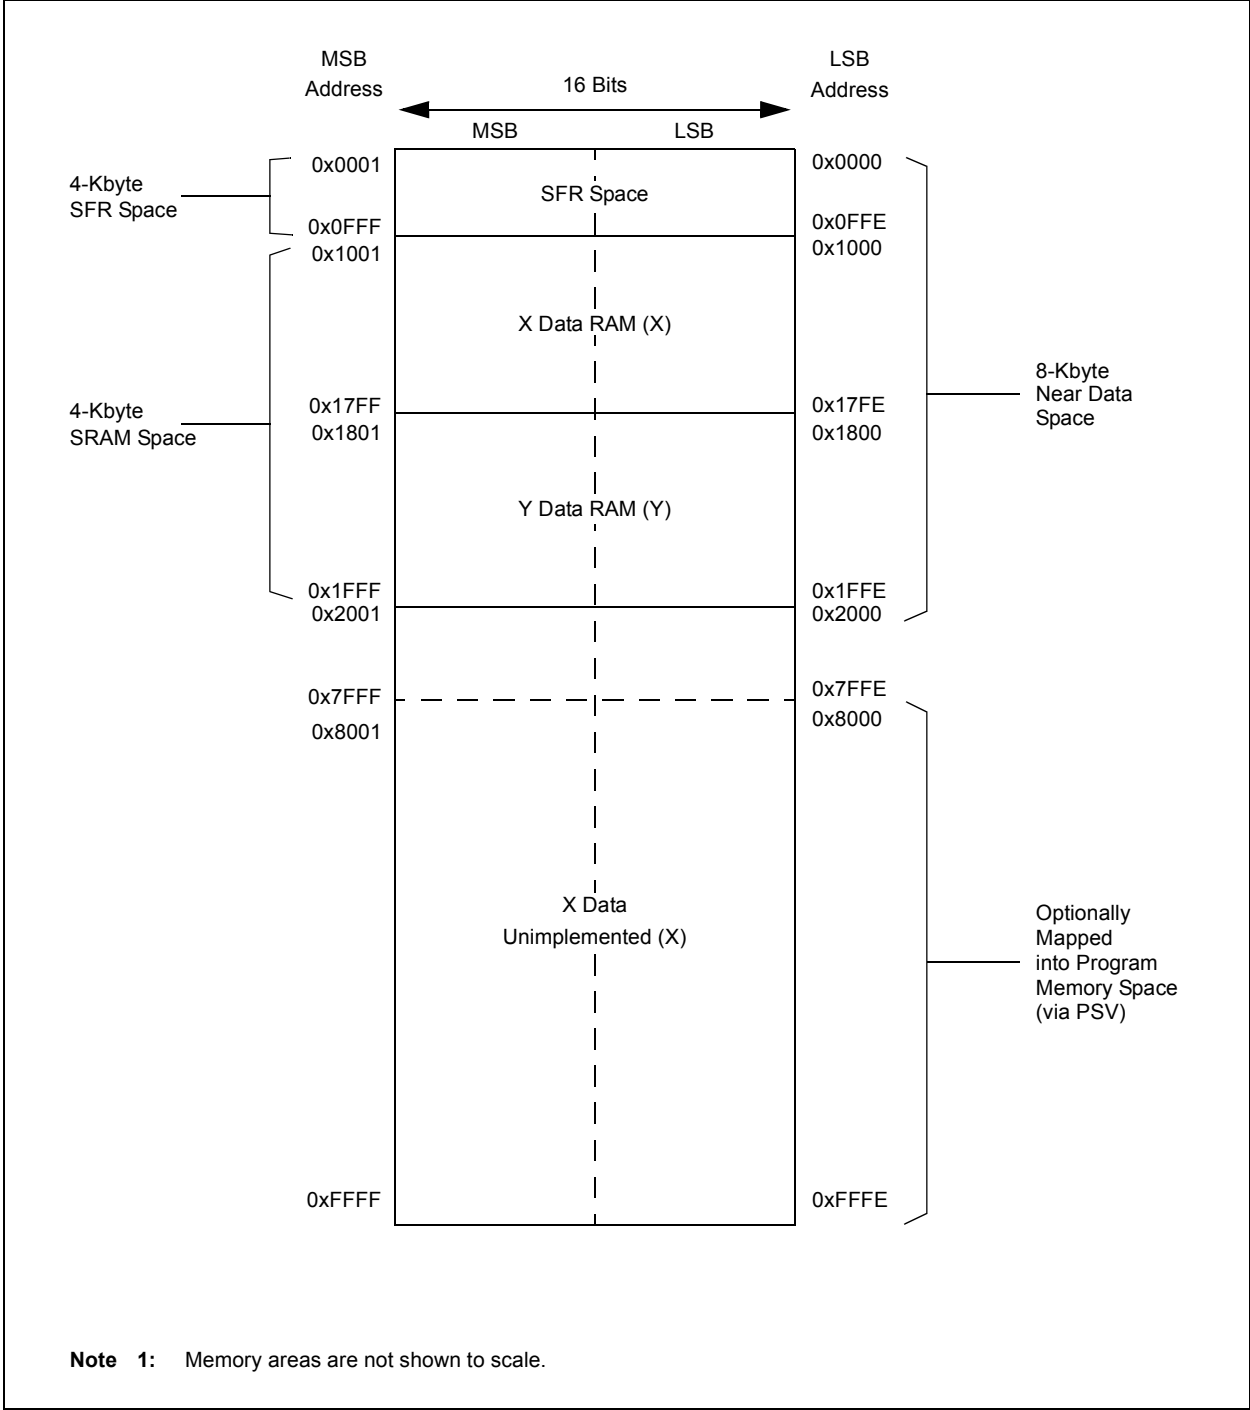 MSB
Address
16 Bits
LSB
Address
MSB
LSB
0x0001
0x0000
4-Kbyte
SFR Space
SFR Space
0x0FFF
0x0FFE
0x1001
0x1000
X Data RAM (X)
8-Kbyte
Near Data
Space
4-Kbyte
SRAM Space
0x17FF
0x17FE
0x1801
0x1800
Y Data RAM (Y)
0x1FFF
0x1FFE
0x2001
0x2000
0x7FFF
0x7FFE
0x8001
0x8000
X Data
Unimplemented (X)
Optionally
Mapped
into Program
Memory Space
(via PSV)
0xFFFF
0xFFFE
Note 1: Memory areas are not shown to scale.